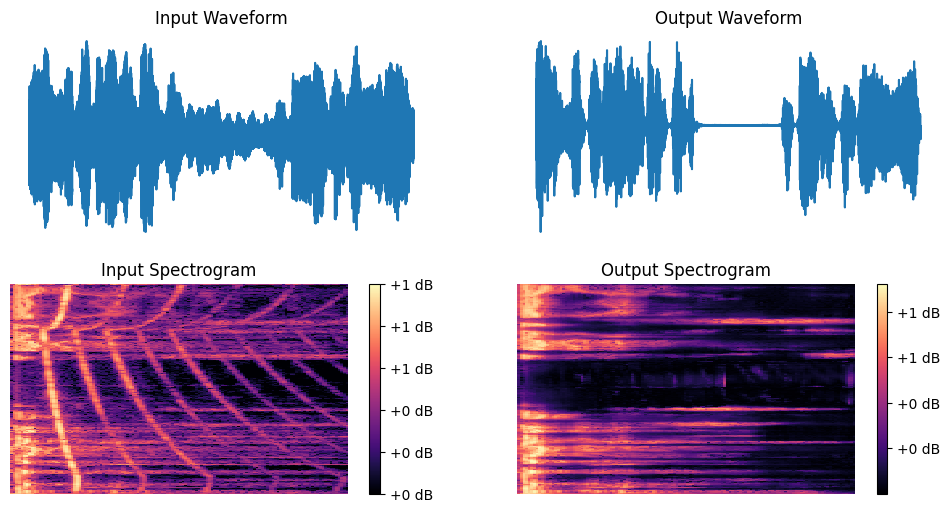 Input Waveform
Output Waveform
Input Spectrogram
+1 dB
+1 dB
+1 dB
+0 dB
+0 dB
+0 dB
Output Spectrogram
+1 dB
+1 dB
+0 dB
+0 dB